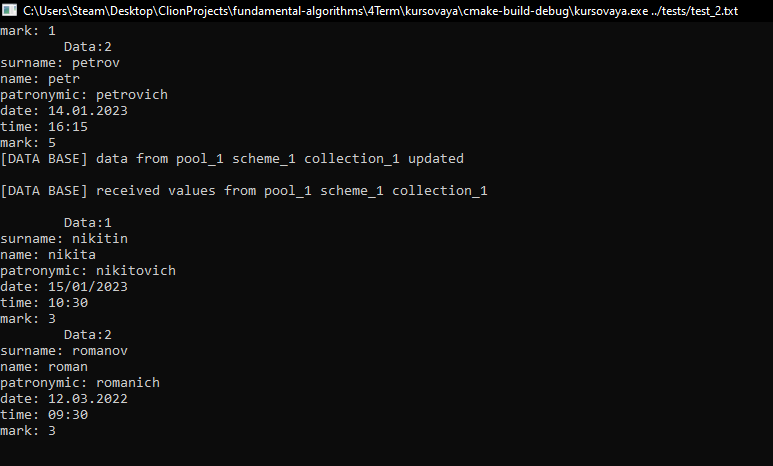 C:\Users\Steam\Desktop\ClionProjects\fundamental-algorithms\4Term\kursovaya\cmake-build-debug\kursovaya.exe ../tests/test_2.txt
mark: 1
Data:2
surname: petrov
name: petr
patronymic: petrovich
date: 14.01.2023
time: 16:15
mark: 5
[DATA BASE] data from pool_1 scheme_1 collection_1 updated
[DATA BASE] received values from pool_1 scheme_1 collection_1
Data:1
surname: nikitin
name: nikita
patronymic: nikitovich
date: 15/01/2023
time: 10:30
mark: 3
Data:2
surname: romanov
name: roman
patronymic: romanich
date: 12.03.2022
time: 09:30
mark: 3